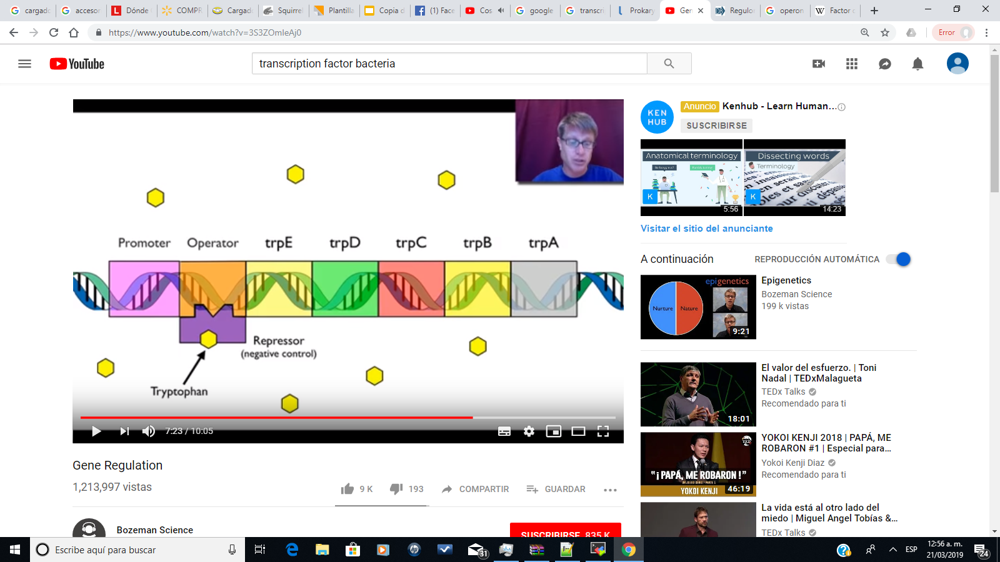 cargado
accesor
Dónde
COMPR
Cargado
Squirrel
Plantilla
Copia d
(1) Face
Cos
google
transcri
Prokary
Gen
Regulor
operon
Factor
https://www.youtube.com/watch?v=3S3ZOmleAj0
Error
YouTube
transcription factor bacteria
Promoter Operator trpE trpD trpC trpB trpA
Repressor
(negative control)
Tryptophan
7:23 / 10:05
Gene Regulation
1,213,997 vistas
9 K 193 COMPARTIR GUARDAR
Bozeman Science
SUSCRIBIRSE 835 K
KEN
HUB
Anuncio Kenhub - Learn Human...
SUSCRIBIRSE
Anatomical terminology
K
5:56
Dissecting words
Terminology
K
14:23
Visitar el sitio del anunciante
A continuación REPRODUCCIÓN AUTOMÁTICA
epigenetics
Nurture Nature
9:21
Epigenetics
Bozeman Science
199 k vistas
18:01
El valor del esfuerzo. | Toni
Nadal | TEDxMalagueta
TEDx Talks
Recomendado para ti
"¡ PAPÁ, ME ROBARON !"
YOKOI KENJI
46:19
YOKOI KENJI 2018 | PAPÁ, ME
ROBARON #1 | Especial para...
Yokoi Kenji Diaz
Recomendado para ti
La vida está al otro lado del
miedo | Miguel Angel Tobías &...
TEDx Talks
Escribe aquí para buscar
31
ESP
12:56 a. m.
21/03/2019
24